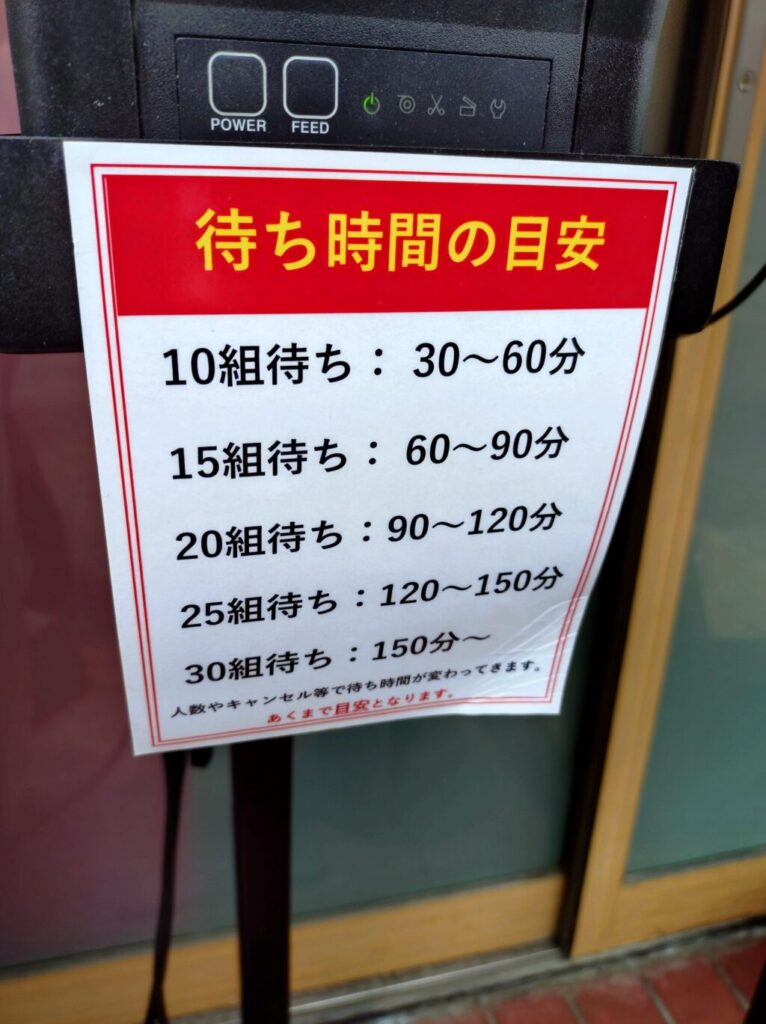 POWER FEED
待ち時間の目安
10組待ち： 30～60分
15組待ち： 60～90分
20組待ち：90～120分
25組待ち：120～150分
30組待ち：150分～
人数やキャンセル等で待ち時間が変わってきます。
あくまで目安となります。